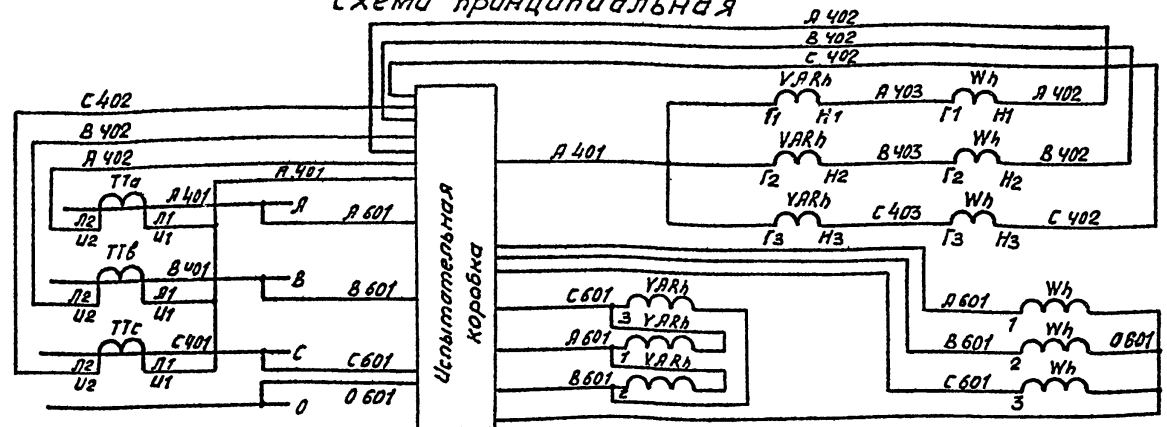 Схема принципиальная
А 402
В 402
С 402
С 402
В 402
А 402
А 401
ТТа
А 401
А
А 601
Л2
Л1
И2
И1
ТТв
В 401
В
В 601
Л2
Л1
И2
И1
ТТс
С 401
С
С 601
Л2
Л1
И2
И1
О 601
О
Испытательная
коробка
А 401
VARh
А 403
Wh
А 402
Г1
Н1
Г1
Н1
VARh
В 403
Wh
В 402
Г2
Н2
Г2
Н2
VARh
С 403
Wh
С 402
Г3
Н3
Г3
Н3
С 601
VARh
3
А 601
VARh
1
В 601
VARh
2
А 601
Wh
1
В 601
Wh
О 601
2
С 601
Wh
3